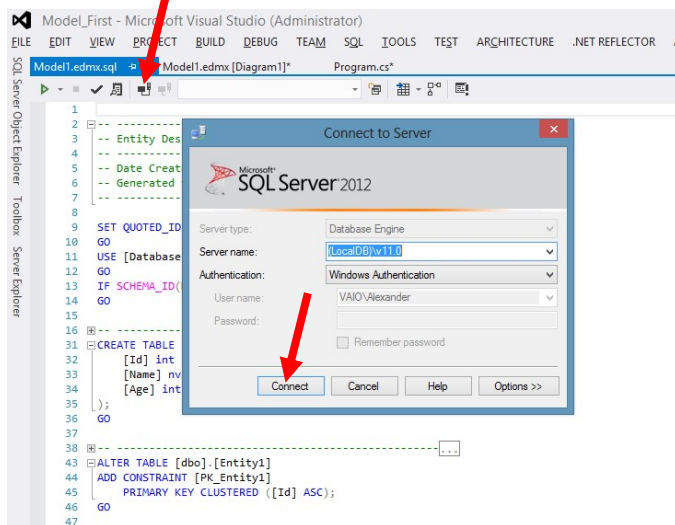 Model_First - Microsoft Visual Studio (Administrator)
FILE EDIT VIEW PROJECT BUILD DEBUG TEAM SQL TOOLS TEST ARCHITECTURE .NET REFLECTOR
Model1.edmx.sql Model1.edmx [Diagram1]* Program.cs*
SQL Server Object Explorer
Toolbox
Server Explorer
1
2 -- --------
3 -- Entity Des
4 -- --------
5 -- Date Creat
6 -- Generated
7 -- --------
8
9 SET QUOTED_ID
10 GO
11 USE [Database
12 GO
13 IF SCHEMA_ID(
14 GO
15
16 -- --------
31 CREATE TABLE
32 [Id] int
33 [Name] nv
34 [Age] int
35 );
36 GO
37
38 -- --------------------------------------------------...
43 ALTER TABLE [dbo].[Entity1]
44 ADD CONSTRAINT [PK_Entity1]
45 PRIMARY KEY CLUSTERED ([Id] ASC);
46 GO
47
Connect to Server
Microsoft
SQL Server 2012
Server type: Database Engine
Server name: (LocalDB)\v11.0
Authentication: Windows Authentication
User name: VAIO\Alexander
Password:
Remember password
Connect Cancel Help Options >>